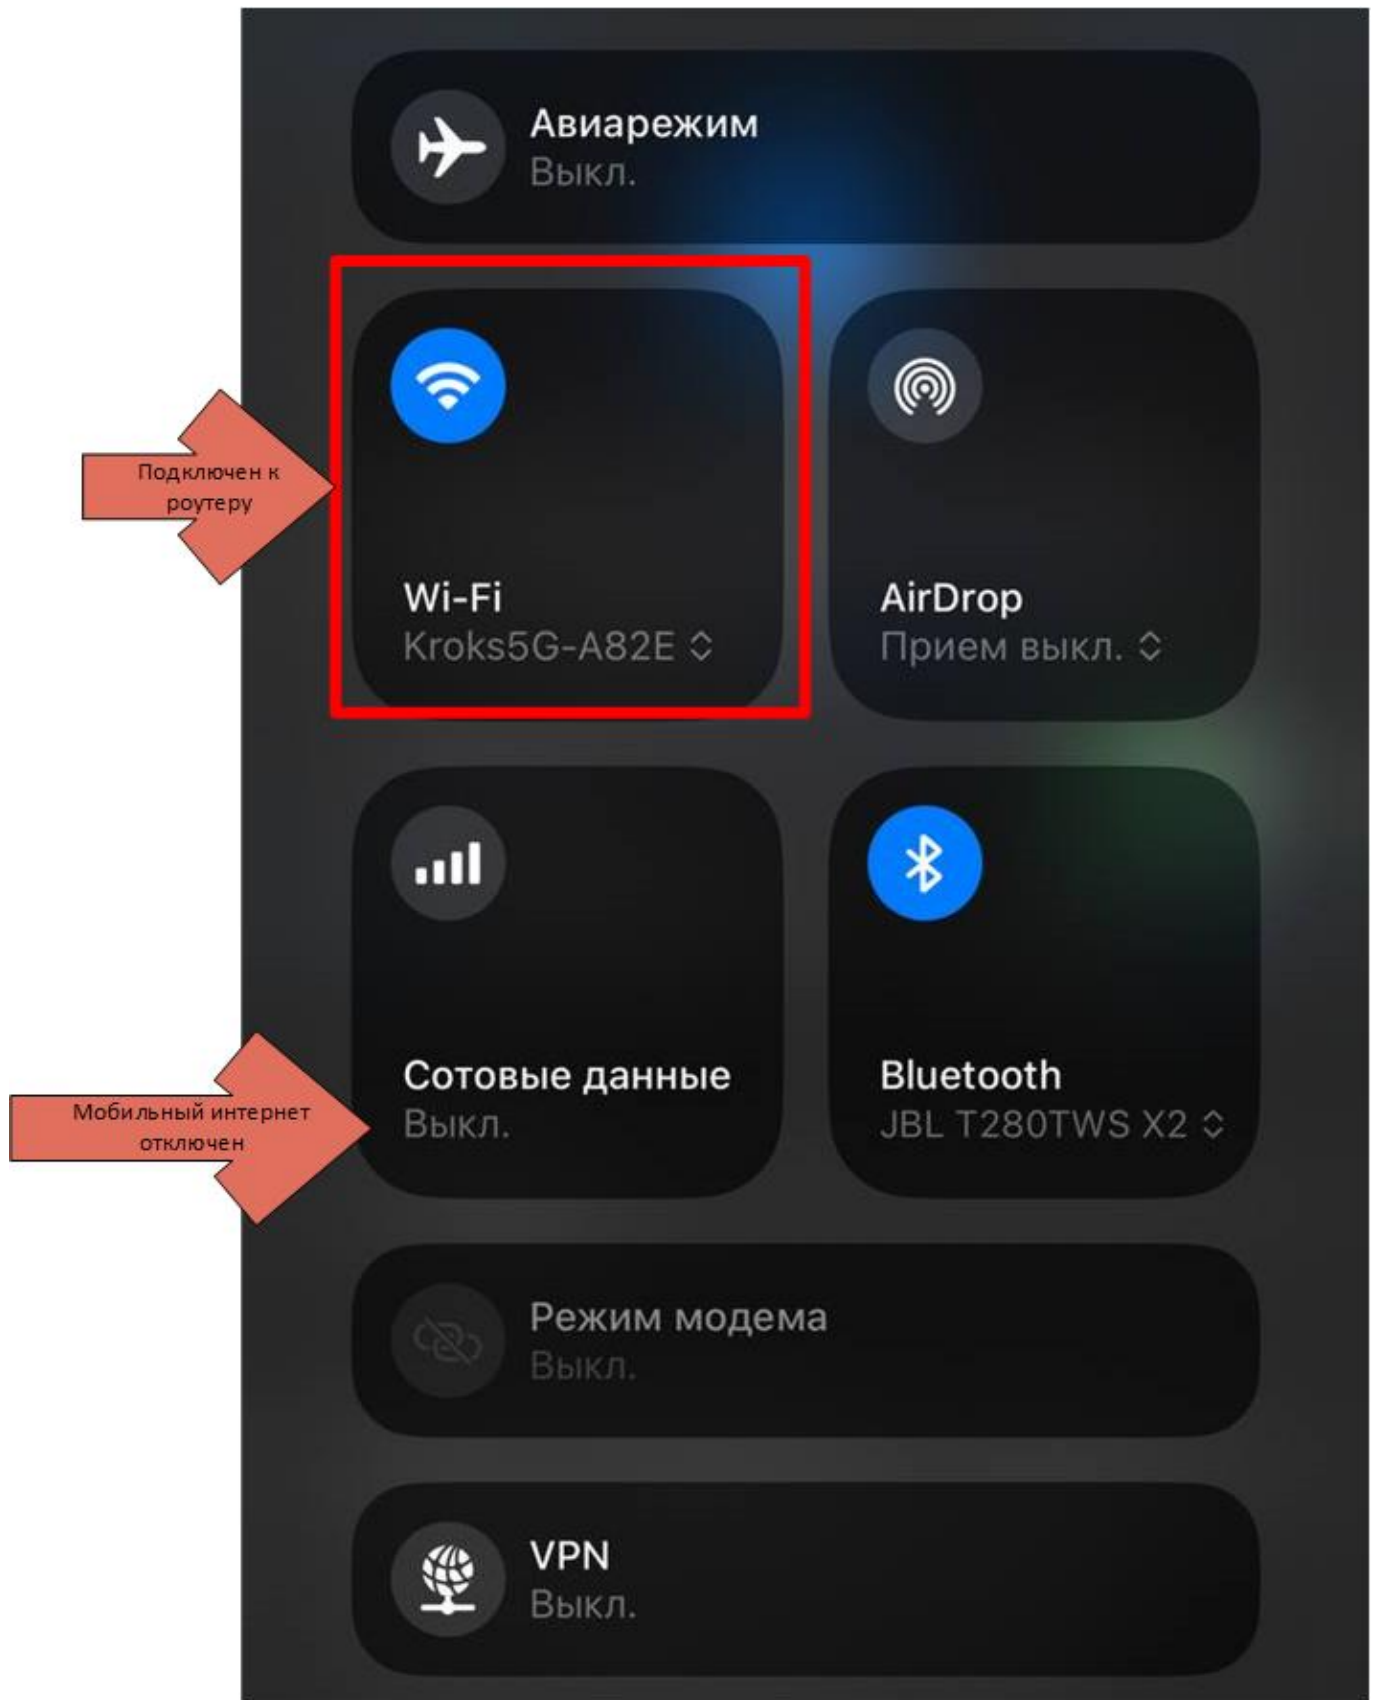 Авиарежим
Выкл.
Подключен к
роутеру
Wi-Fi
Kroks5G-A82E
AirDrop
Прием выкл.
Мобильный интернет
отключен
Сотовые данные
Выкл.
Bluetooth
JBL T280TWS X2
Режим модема
Выкл.
VPN
Выкл.